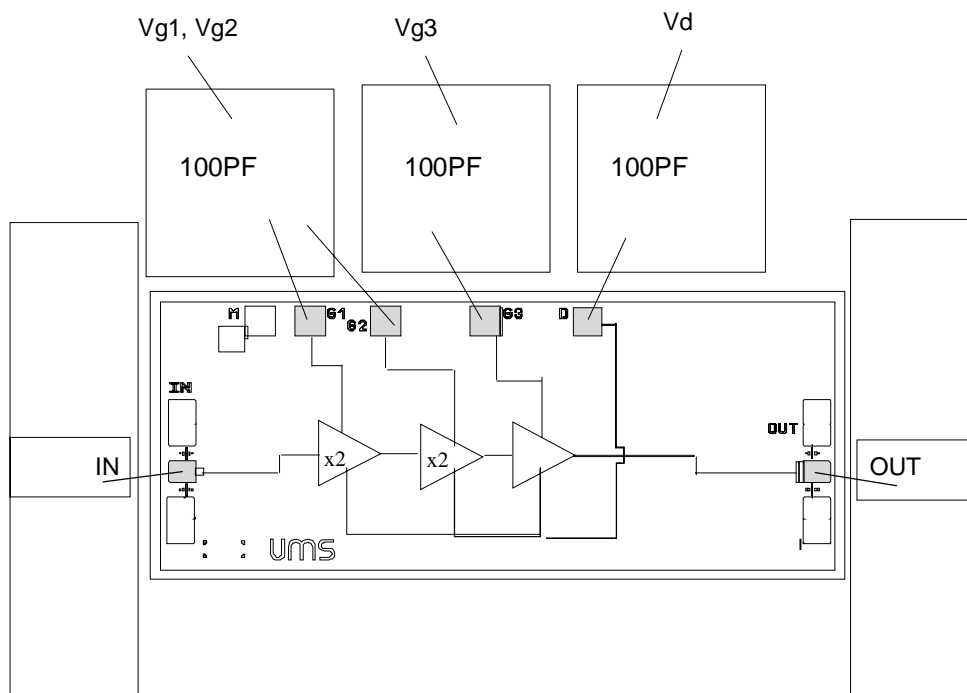 Vg1, Vg2
Vg3
Vd
100PF
100PF
100PF
M
G1
G2
G3
D
IN
OUT
x2
x2
IN
OUT
UMS